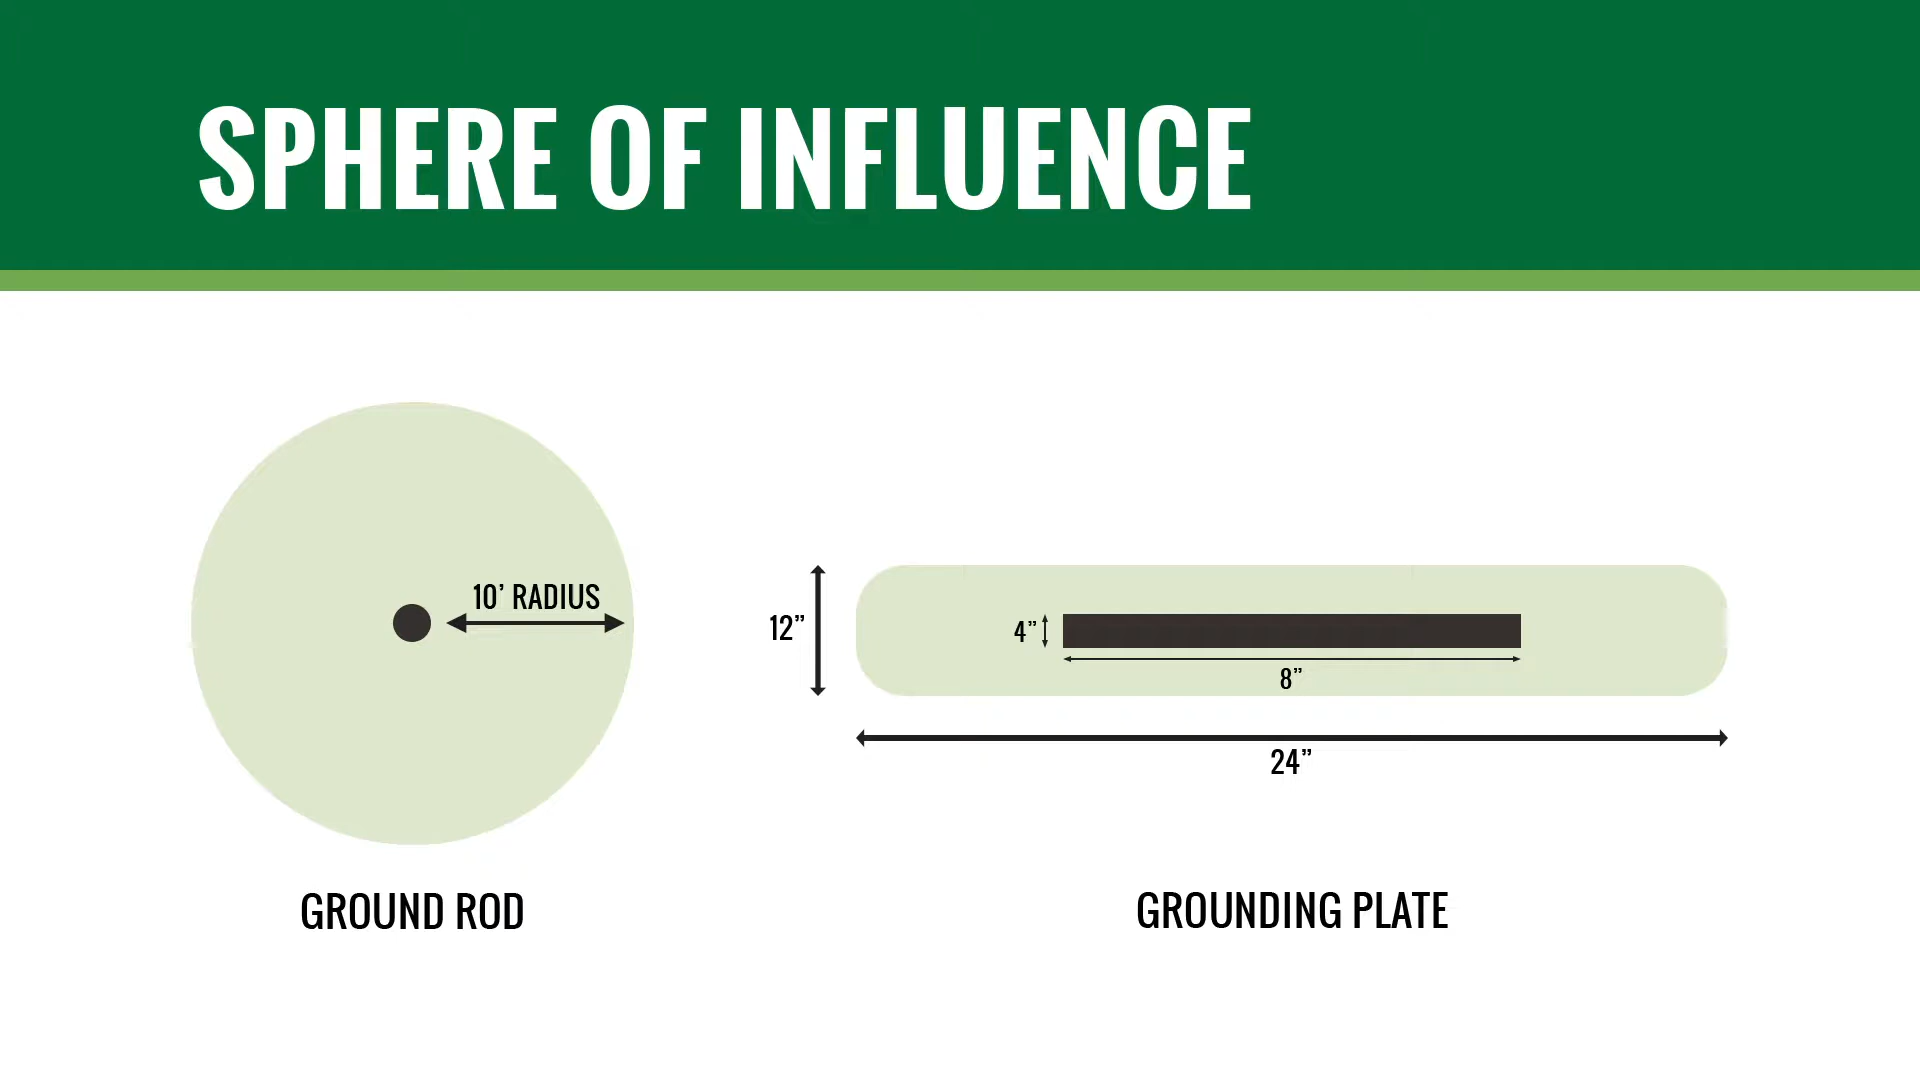 SPHERE OF INFLUENCE
10’ RADIUS
12”
4”
8”
24”
GROUND ROD
GROUNDING PLATE